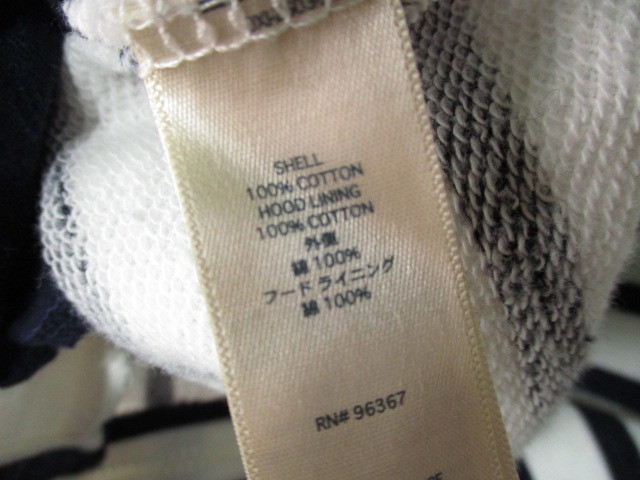 SHELL
100% COTTON
HOOD LINING
100% COTTON
外側
綿 100%
フード ライニング
綿 100%
RN# 96367